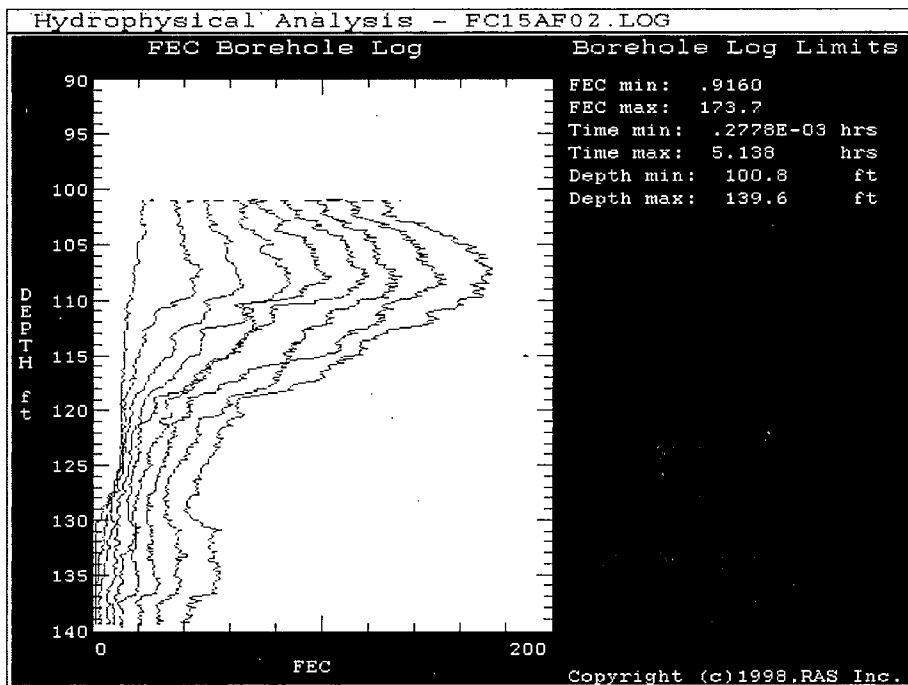 Hydrophysical Analysis - FC15AF02.LOG
FEC Borehole Log
Borehole Log Limits
FEC min: .9160
FEC max: 173.7
Time min: .2778E-03 hrs
Time max: 5.138 hrs
Depth min: 100.8 ft
Depth max: 139.6 ft
90
95
100
105
110
115
120
125
130
135
140
DEPTH ft
0
200
FEC
Copyright (c)1998,RAS Inc.